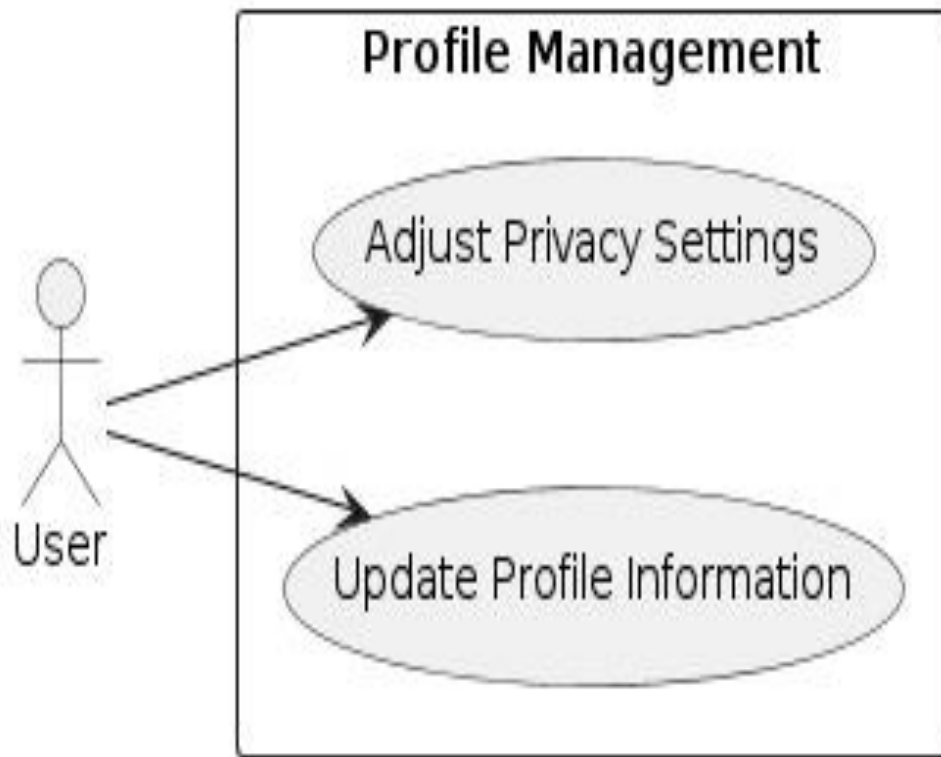 Profile Management
Adjust Privacy Settings
User
Update Profile Information